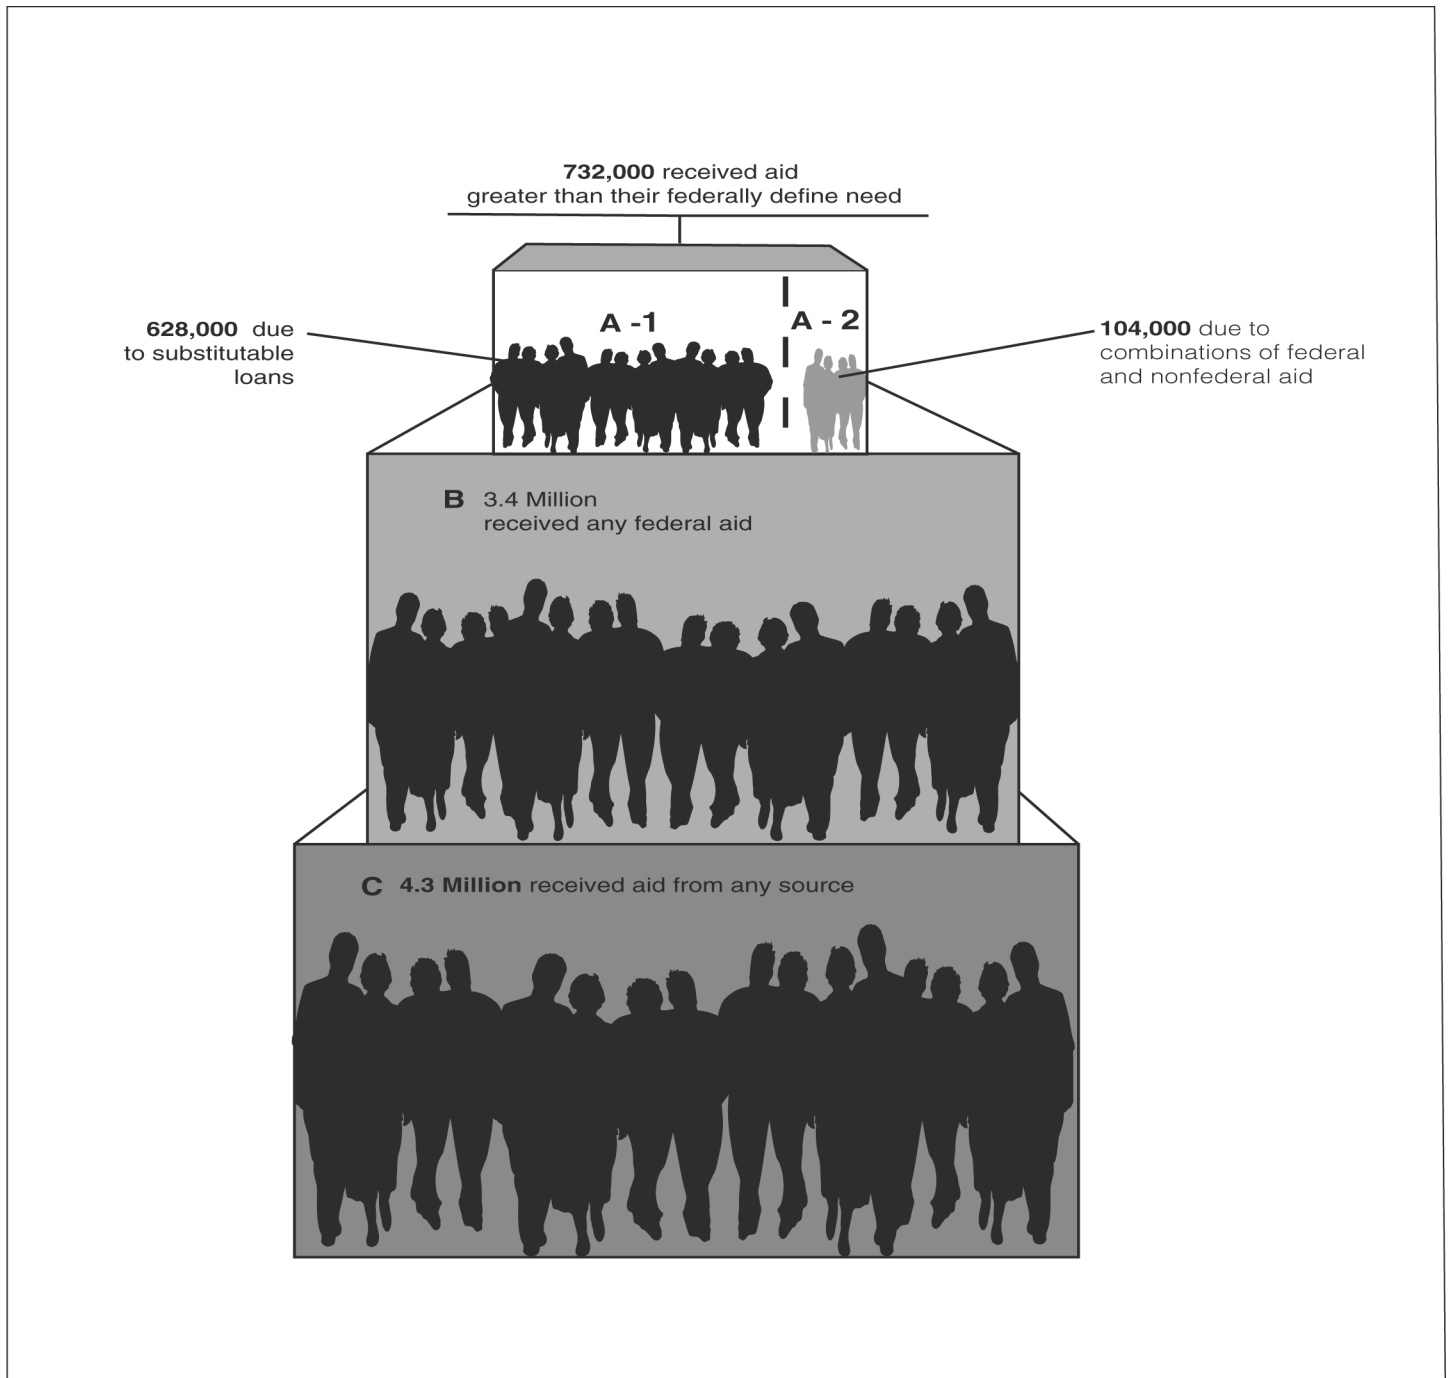 732,000 received aid
greater than their federally define need
A -1
A - 2
628,000 due
to substitutable
loans
104,000 due to
combinations of federal
and nonfederal aid
B 3.4 Million
received any federal aid
C 4.3 Million received aid from any source